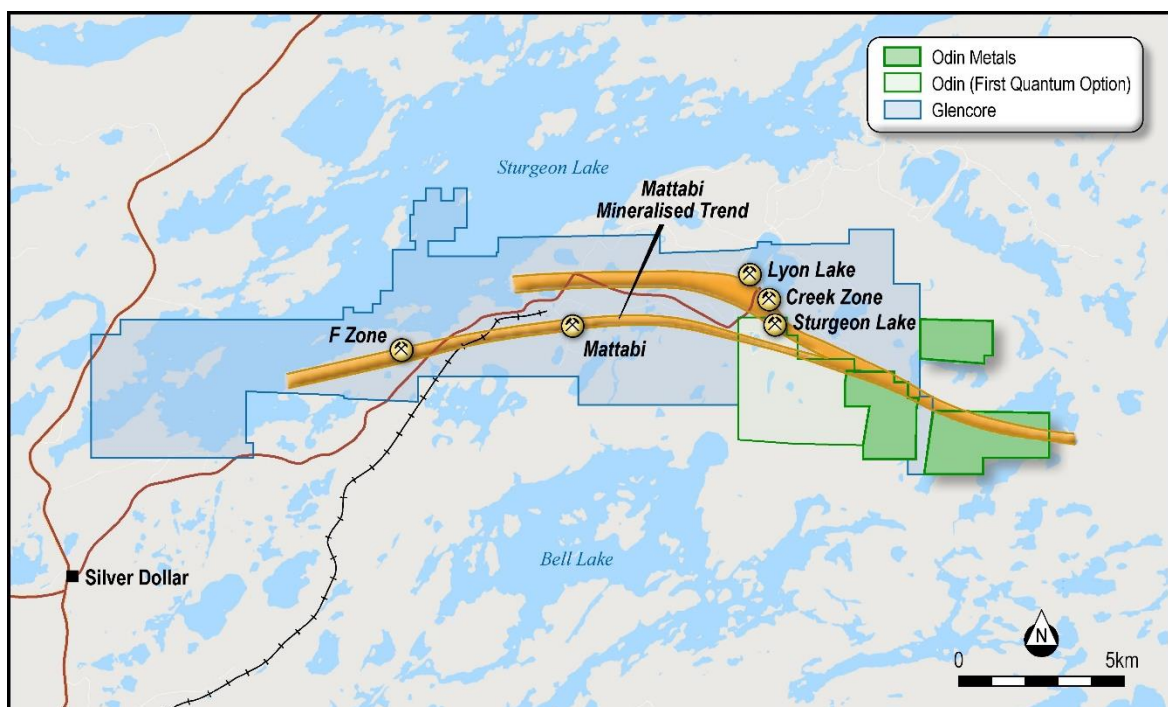 Odin Metals
Odin (First Quantum Option)
Glencore
Sturgeon Lake
Mattabi
Mineralised Trend
Lyon Lake
Creek Zone
Sturgeon Lake
F Zone
Mattabi
Bell Lake
Silver Dollar
N
0 5km